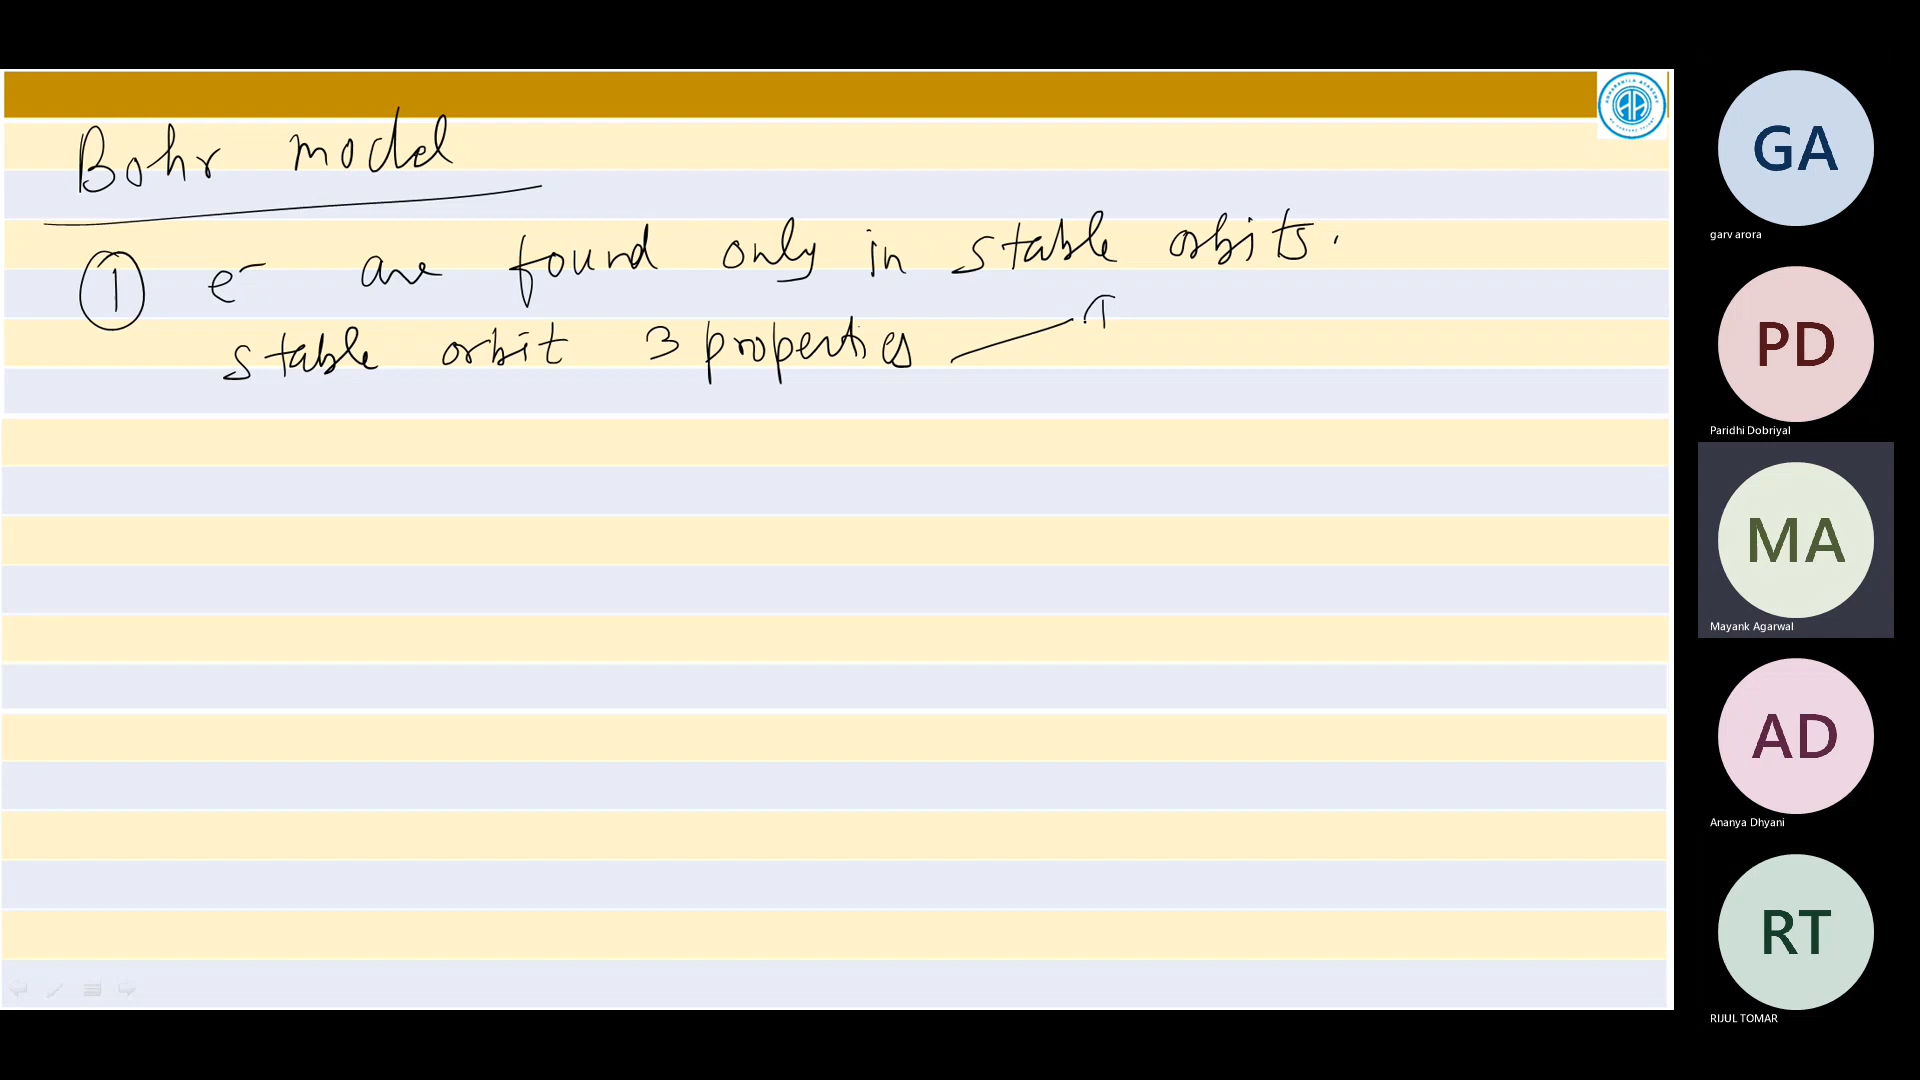 Bohr model
① e⁻ are found only in stable orbits.
stable orbit 3 properties
GA
garv arora
PD
Paridhi Dobriyal
MA
Mayank Agarwal
AD
Ananya Dhyani
RT
RIJUL TOMAR